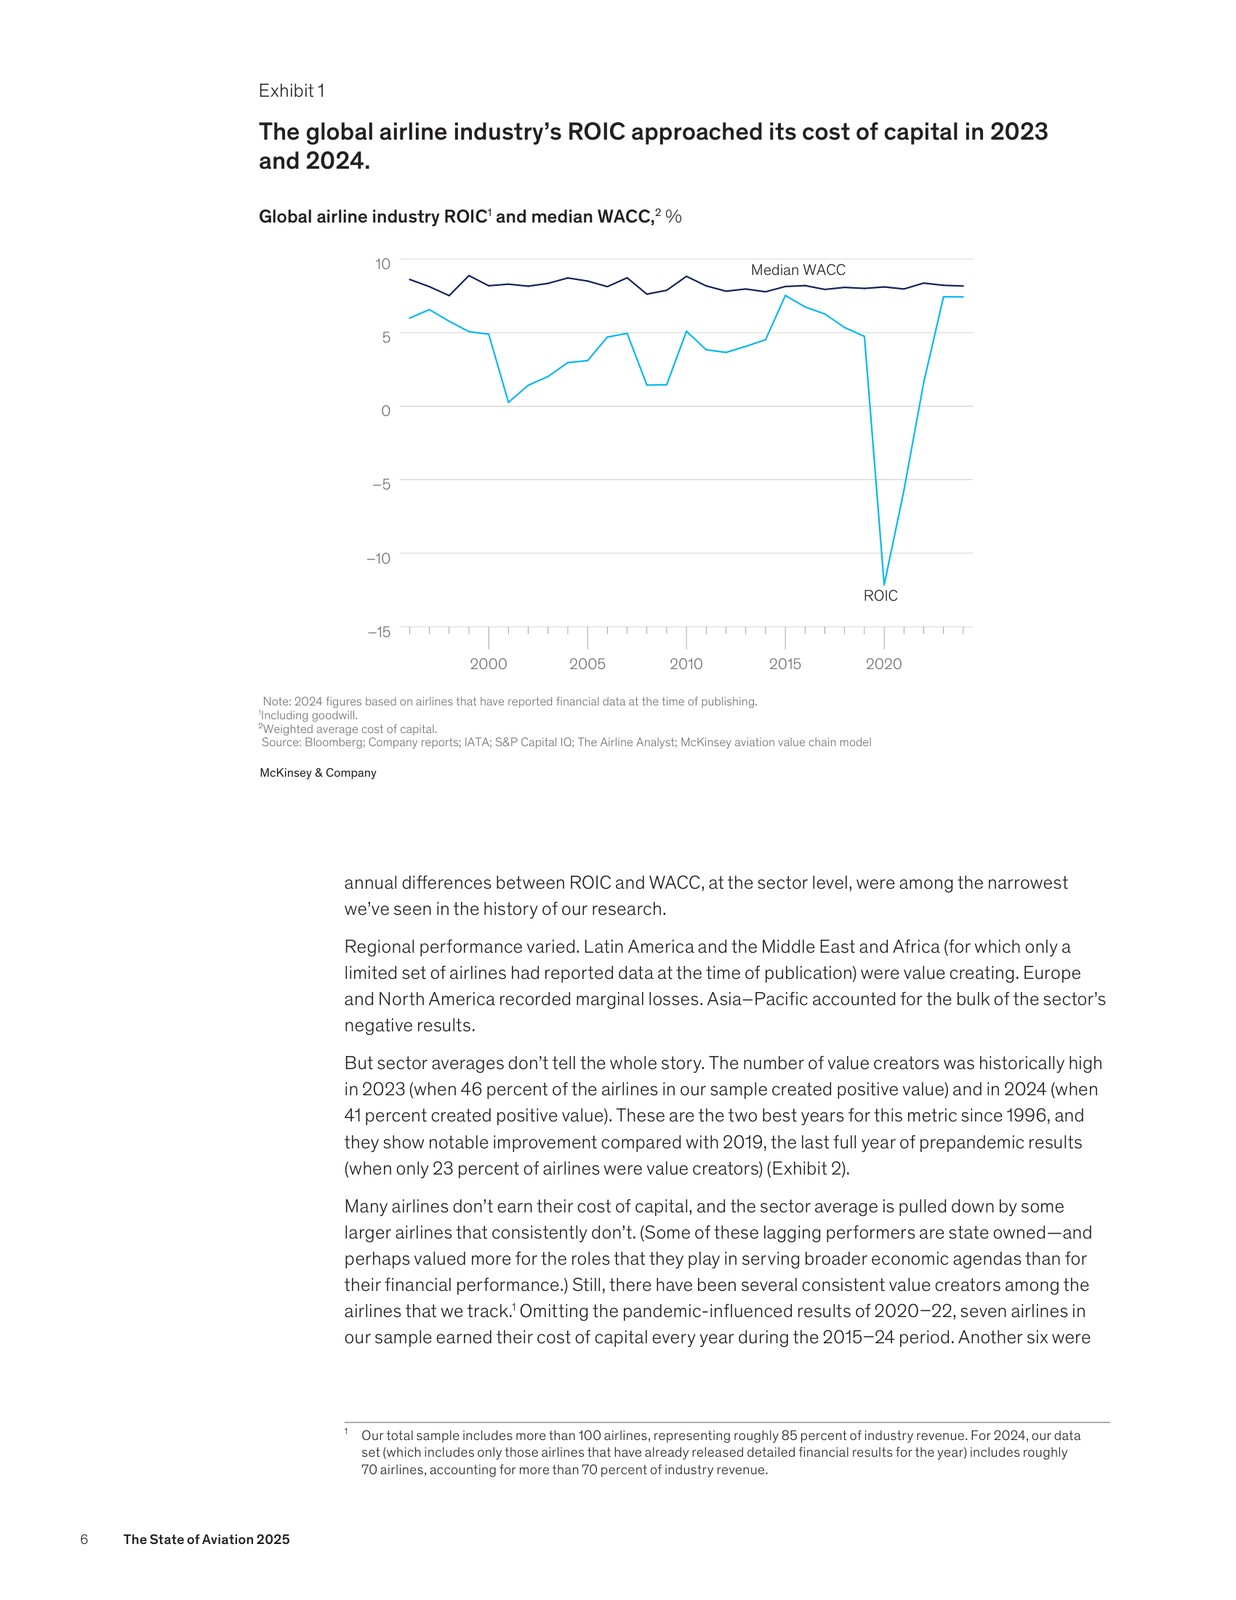 Exhibit 1
The global airline industry’s ROIC approached its cost of capital in 2023
and 2024.
Global airline industry ROIC¹ and median WACC,² %
10
Median WACC
5
0
–5
–10
ROIC
–15
2000 2005 2010 2015 2020
Note: 2024 figures based on airlines that have reported financial data at the time of publishing.
¹Including goodwill.
²Weighted average cost of capital.
Source: Bloomberg; Company reports; IATA; S&P Capital IQ; The Airline Analyst; McKinsey aviation value chain model
McKinsey & Company
annual differences between ROIC and WACC, at the sector level, were among the narrowest
we’ve seen in the history of our research.
Regional performance varied. Latin America and the Middle East and Africa (for which only a
limited set of airlines had reported data at the time of publication) were value creating. Europe
and North America recorded marginal losses. Asia–Pacific accounted for the bulk of the sector’s
negative results.
But sector averages don’t tell the whole story. The number of value creators was historically high
in 2023 (when 46 percent of the airlines in our sample created positive value) and in 2024 (when
41 percent created positive value). These are the two best years for this metric since 1996, and
they show notable improvement compared with 2019, the last full year of prepandemic results
(when only 23 percent of airlines were value creators) (Exhibit 2).
Many airlines don’t earn their cost of capital, and the sector average is pulled down by some
larger airlines that consistently don’t. (Some of these lagging performers are state owned—and
perhaps valued more for the roles that they play in serving broader economic agendas than for
their financial performance.) Still, there have been several consistent value creators among the
airlines that we track.¹ Omitting the pandemic-influenced results of 2020–22, seven airlines in
our sample earned their cost of capital every year during the 2015–24 period. Another six were
¹ Our total sample includes more than 100 airlines, representing roughly 85 percent of industry revenue. For 2024, our data
set (which includes only those airlines that have already released detailed financial results for the year) includes roughly
70 airlines, accounting for more than 70 percent of industry revenue.
6 The State of Aviation 2025